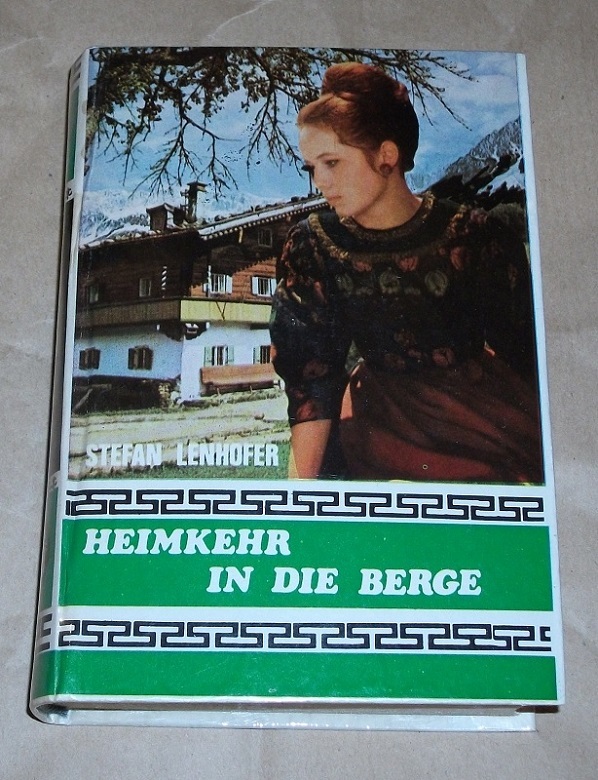 STEFAN LENHOFER
HEIMKEHR
IN DIE BERGE